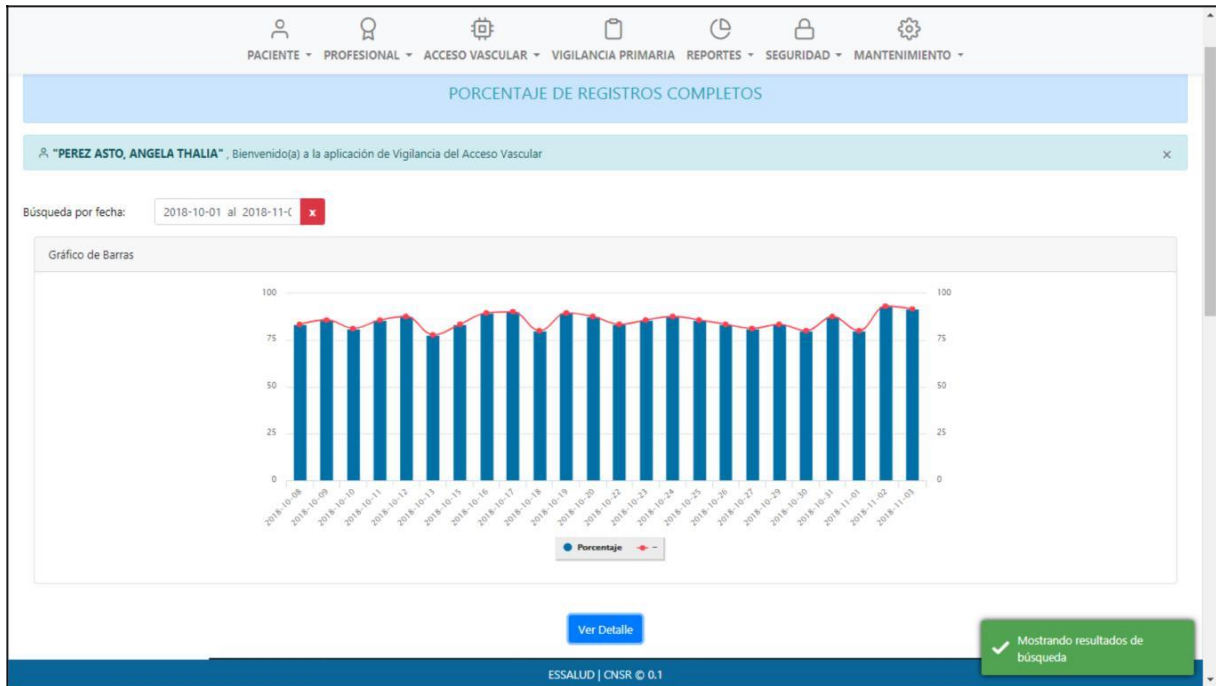 PACIENTE PROFESIONAL ACCESO VASCULAR VIGILANCIA PRIMARIA REPORTES SEGURIDAD MANTENIMIENTO
PORCENTAJE DE REGISTROS COMPLETOS
"PEREZ ASTO, ANGELA THALIA" , Bienvenido(a) a la aplicación de Vigilancia del Acceso Vascular ×
Búsqueda por fecha: 2018-10-01 al 2018-11-0 x
Gráfico de Barras
100 100
75 75
50 50
25 25
0 0
2018-10-08 2018-10-09 2018-10-10 2018-10-11 2018-10-12 2018-10-13 2018-10-15 2018-10-16 2018-10-17 2018-10-18 2018-10-19 2018-10-20 2018-10-22 2018-10-23 2018-10-24 2018-10-25 2018-10-26 2018-10-27 2018-10-29 2018-10-30 2018-10-31 2018-11-01 2018-11-02 2018-11-03
Porcentaje -
Ver Detalle
Mostrando resultados de
búsqueda
ESSALUD | CNSR © 0.1